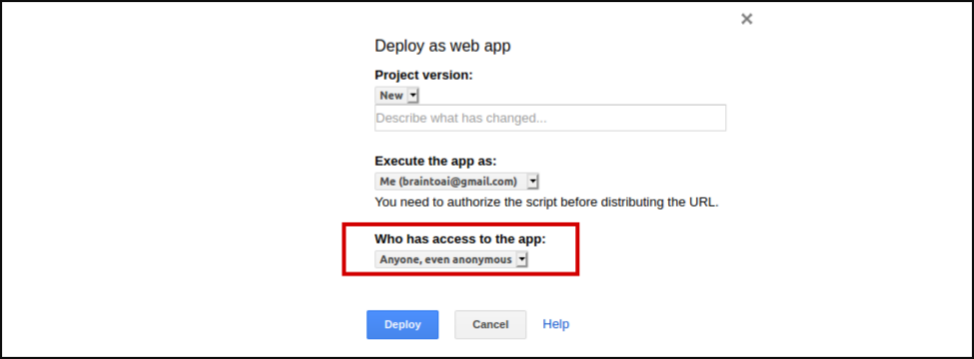 Deploy as web app
Project version:
New
Describe what has changed...
Execute the app as:
Me (braintoai@gmail.com)
You need to authorize the script before distributing the URL.
Who has access to the app:
Anyone, even anonymous
Deploy Cancel Help